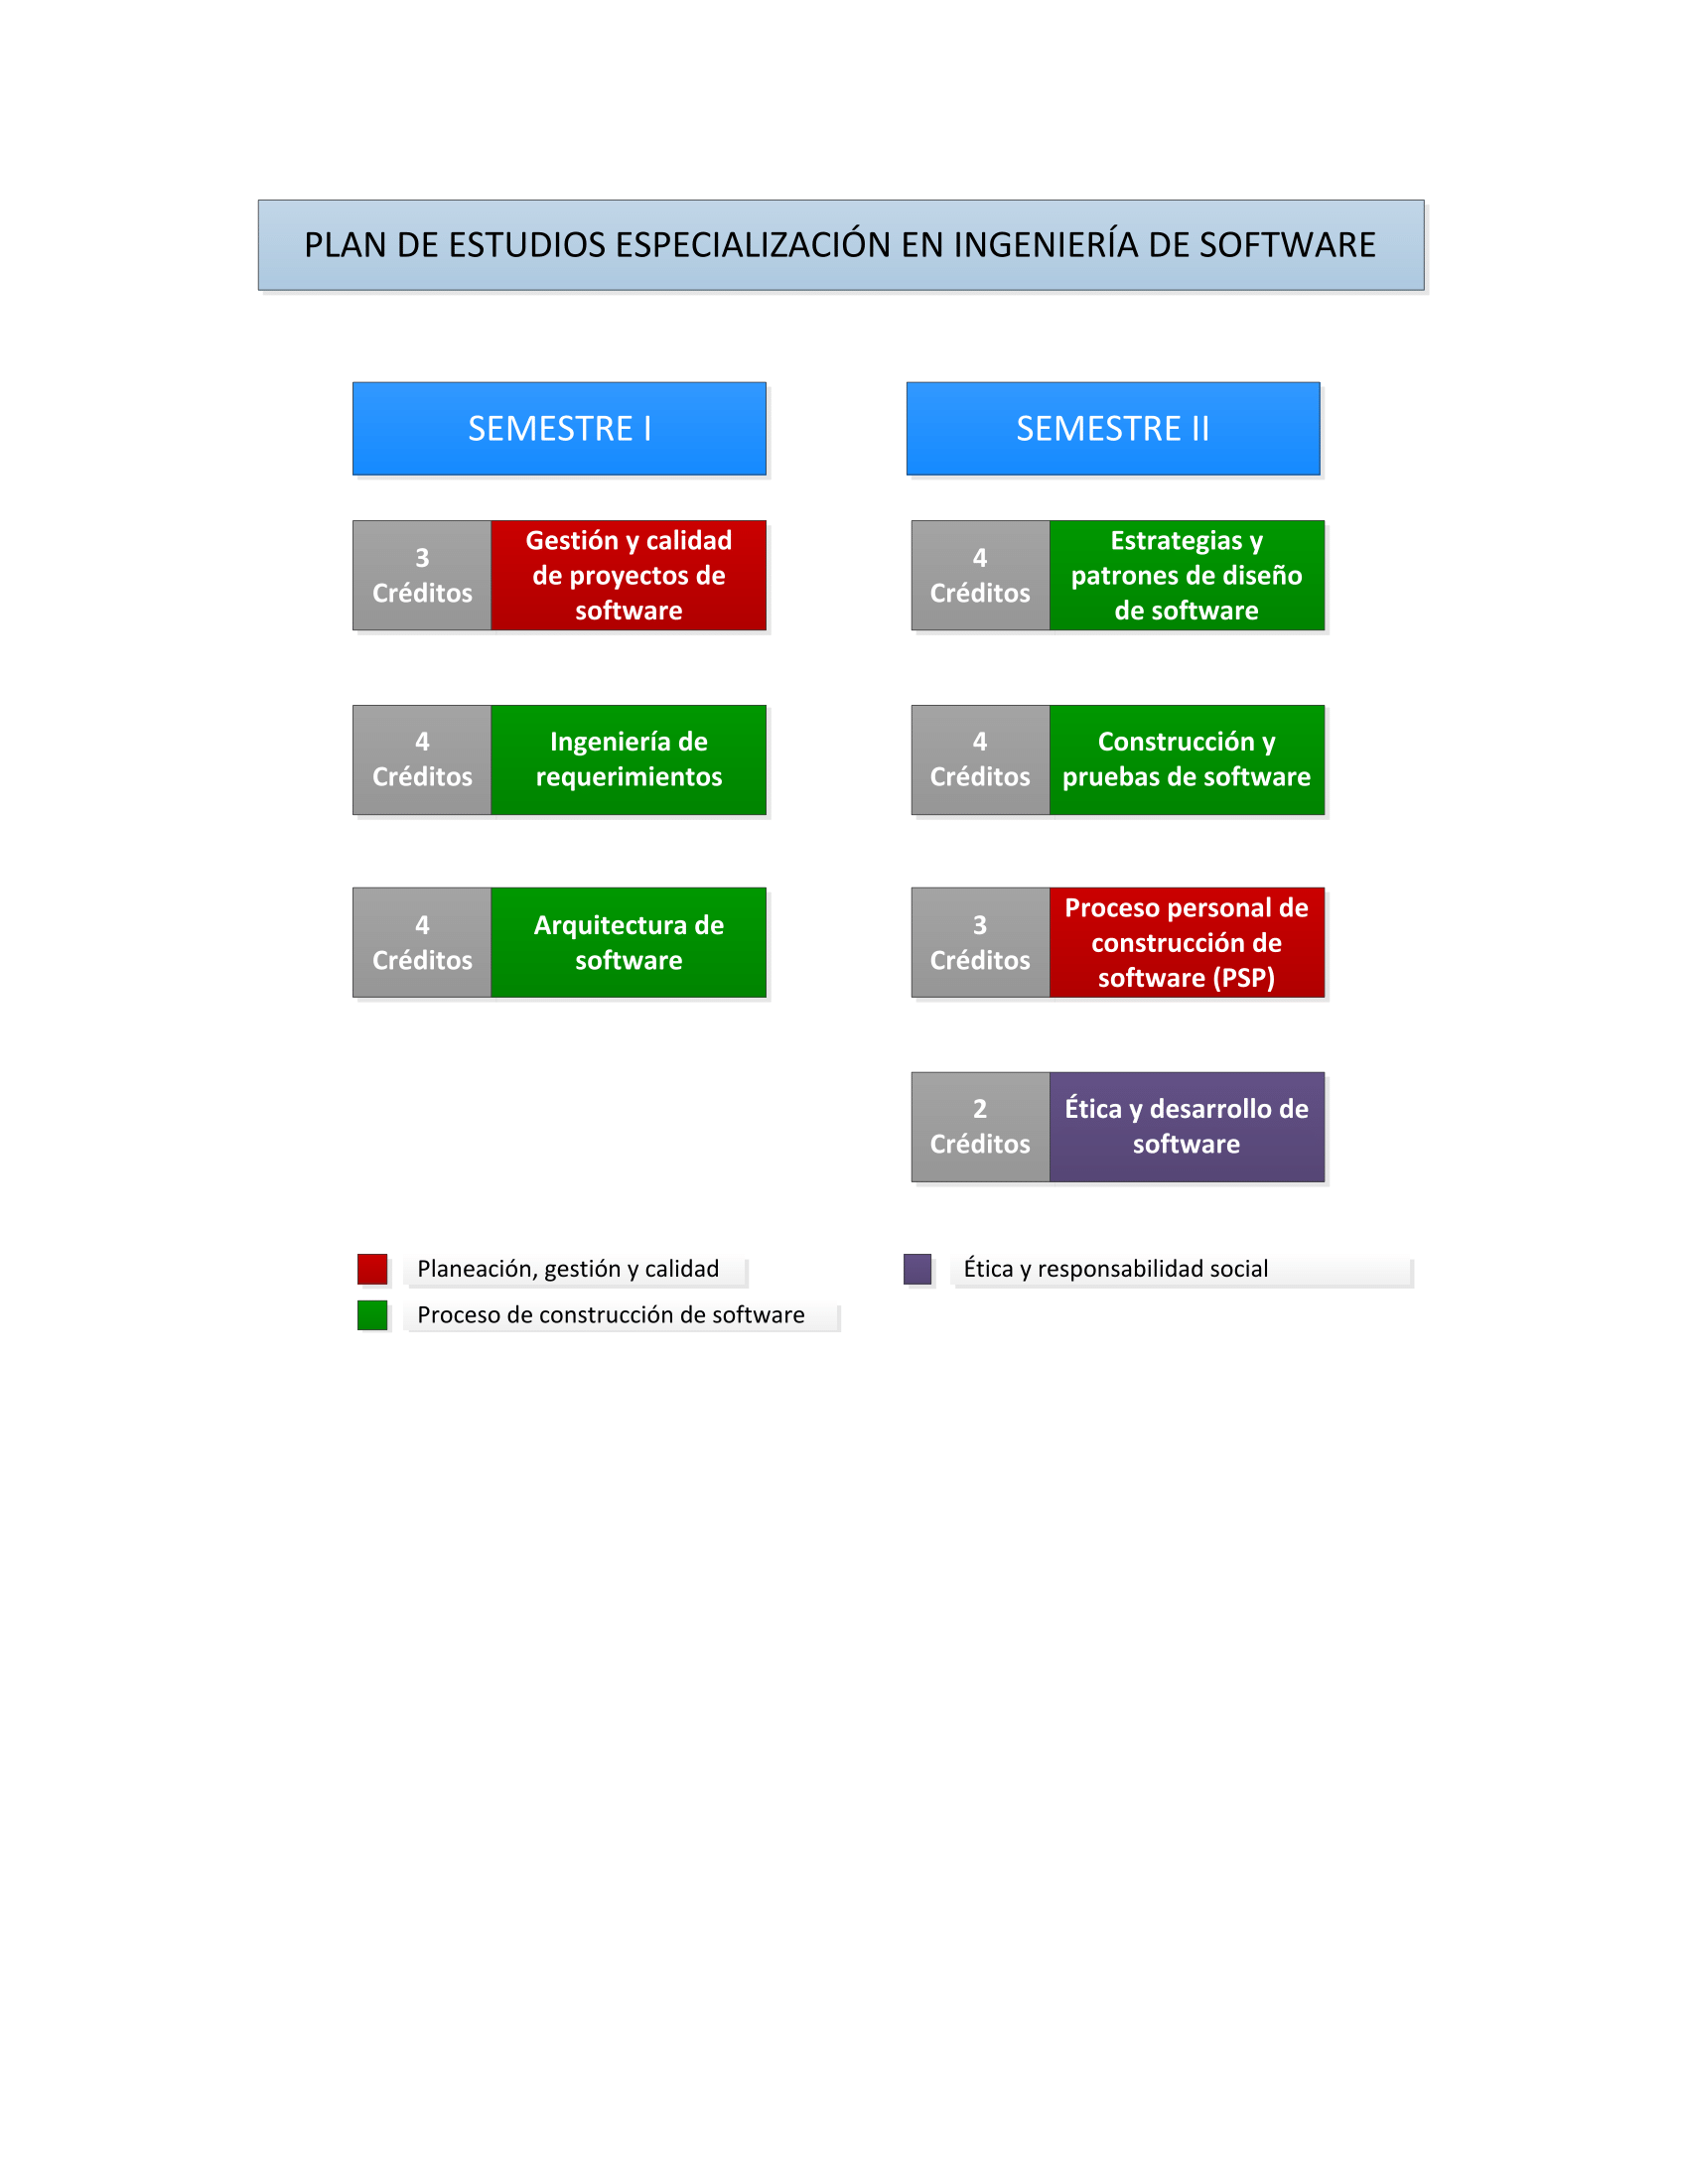 PLAN DE ESTUDIOS ESPECIALIZACIÓN EN INGENIERÍA DE SOFTWARE
SEMESTRE I
3
Créditos
Gestión y calidad
de proyectos de
software
4
Créditos
Ingeniería de
requerimientos
4
Créditos
Arquitectura de
software
SEMESTRE II
4
Créditos
Estrategias y
patrones de diseño
de software
4
Créditos
Construcción y
pruebas de software
3
Créditos
Proceso personal de
construcción de
software (PSP)
2
Créditos
Ética y desarrollo de
software
Planeación, gestión y calidad
Proceso de construcción de software
Ética y responsabilidad social